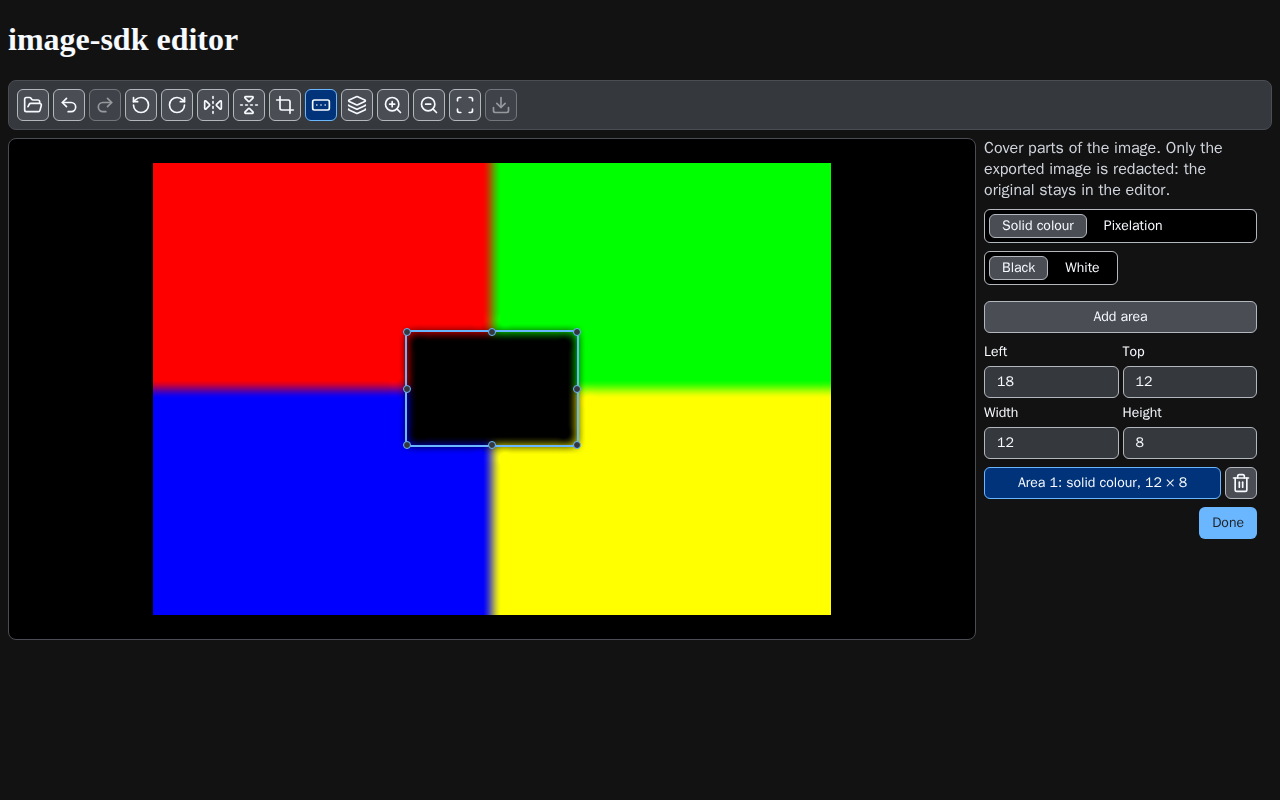 image-sdk editor
Cover parts of the image. Only the
exported image is redacted: the
original stays in the editor.
Solid colour Pixelation
Black White
Add area
Left Top
18 12
Width Height
12 8
Area 1: solid colour, 12 × 8
Done